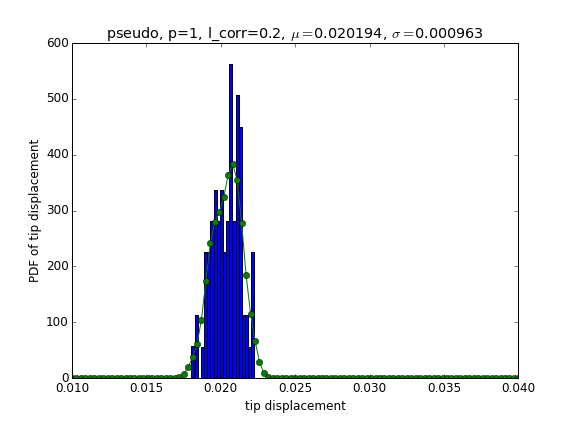 pseudo, p=1, l_corr=0.2, μ=0.020194, σ=0.000963
600
500
400
300
200
100
0
PDF of tip displacement
0.010 0.015 0.020 0.025 0.030 0.035 0.040
tip displacement